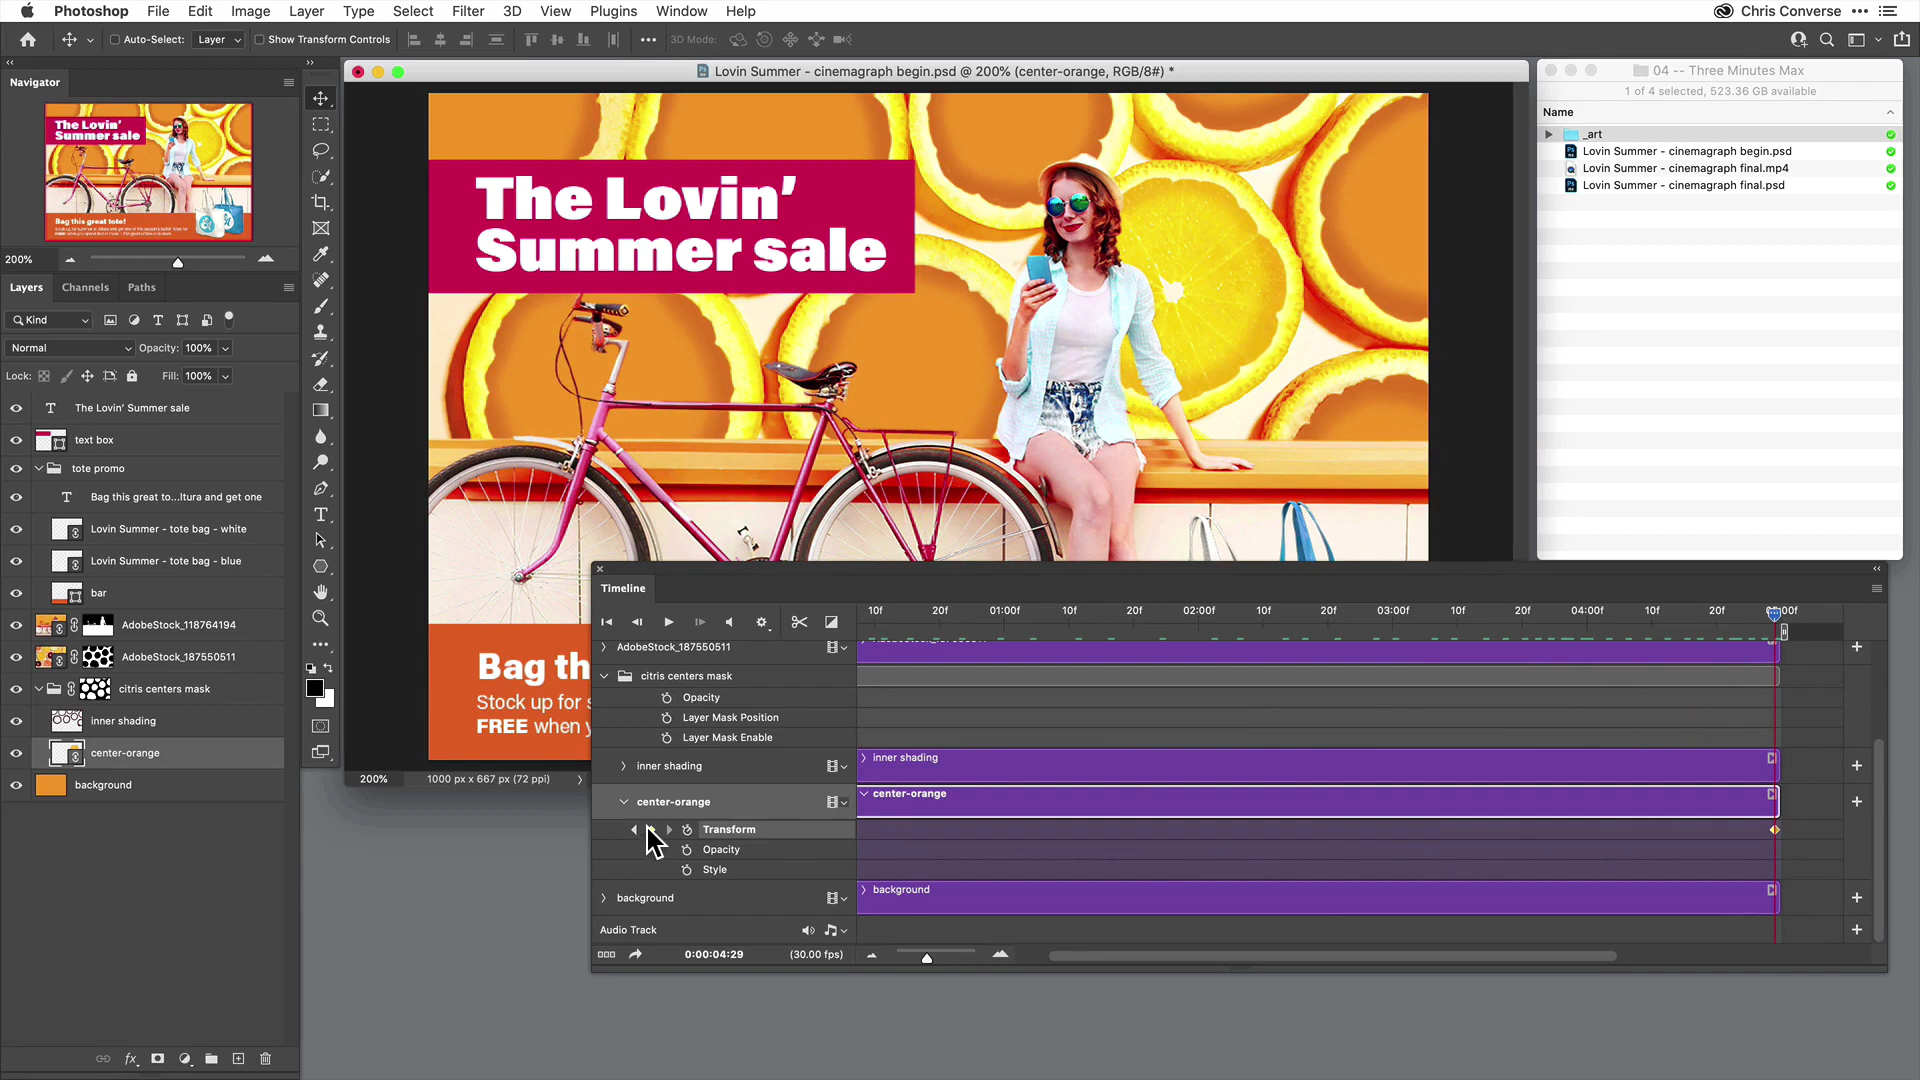 Photoshop File Edit Image Layer Type Select Filter 3D View Plugins Window Help Chris Converse
Auto-Select: Layer Show Transform Controls 3D Mode:
Navigator
200%
Layers Channels Paths
Kind
Normal Opacity: 100%
Lock: Fill: 100%
The Lovin' Summer sale
text box
tote promo
Bag this great to...ltura and get one
Lovin Summer - tote bag - white
Lovin Summer - tote bag - blue
bar
AdobeStock_118764194
AdobeStock_187550511
citris centers mask
inner shading
center-orange
background
Lovin Summer - cinemagraph begin.psd @ 200% (center-orange, RGB/8#) *
The Lovin'
Summer sale
Bag th
Stock up for s
FREE when y
200% 1000 px x 667 px (72 ppi)
04 -- Three Minutes Max
1 of 4 selected, 523.36 GB available
Name
_art
Lovin Summer - cinemagraph begin.psd
Lovin Summer - cinemagraph final.mp4
Lovin Summer - cinemagraph final.psd
Timeline
10f 20f 01:00f 10f 20f 02:00f 10f 20f 03:00f 10f 20f 04:00f 10f 20f 00f
AdobeStock_187550511
citris centers mask
Opacity
Layer Mask Position
Layer Mask Enable
inner shading inner shading
center-orange center-orange
Transform
Opacity
Style
background background
Audio Track
0:00:04:29 (30.00 fps)